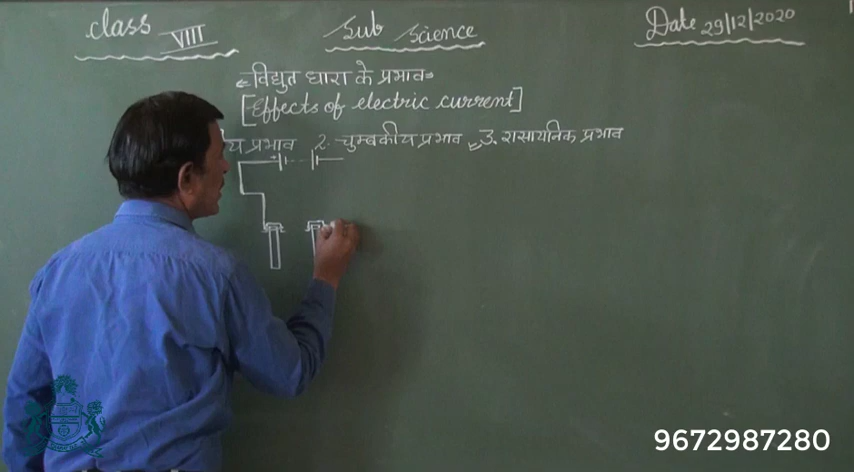 class VIII
Sub Science
Date 29/12/2020
विद्युत धारा के प्रभाव
[Effects of electric current]
य प्रभाव 2. चुम्बकीय प्रभाव 3. रासायनिक प्रभाव
9672987280